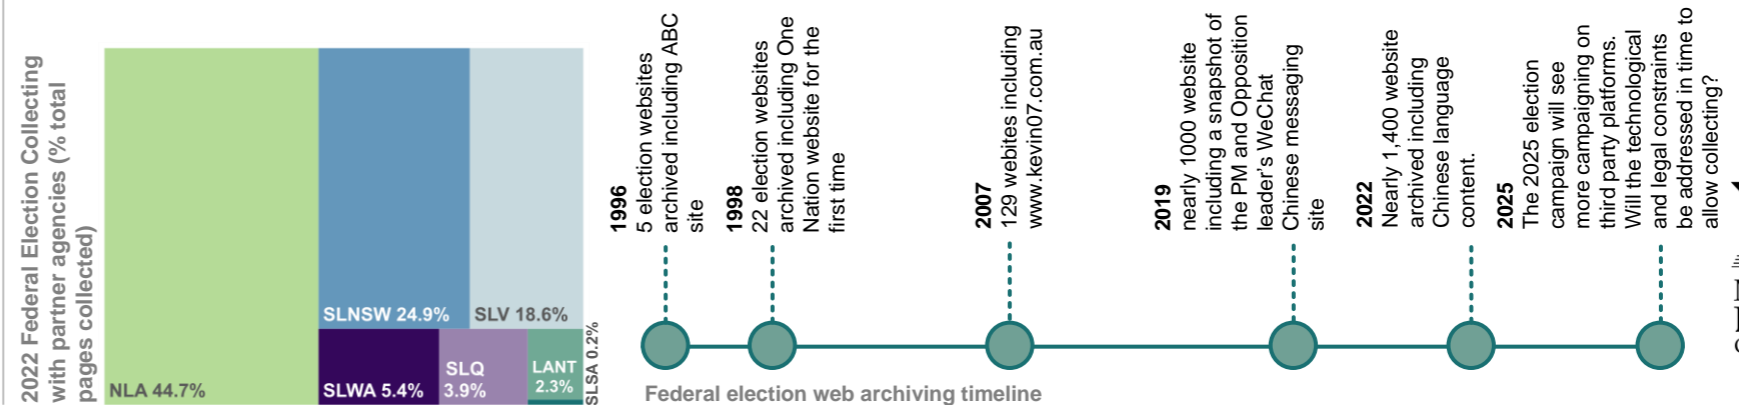 2022 Federal Election Collecting
with partner agencies (% total
pages collected)
NLA 44.7%
SLNSW 24.9%
SLV 18.6%
SLWA 5.4%
SLQ
3.9%
LANT
2.3%
SLSA 0.2%
1996
5 election websites
archived including ABC
site
1998
22 election websites
archived including One
Nation website for the
first time
2007
129 webites including
www.kevin07.com.au
2019
nearly 1000 website
including a snapshot of
the PM and Opposition
leader's WeChat
Chinese messaging
site
2022
Nearly 1,400 website
archived including
Chinese language
content.
2025
The 2025 election
campaign will see
more campaigning on
third party platforms.
Will the technological
and legal constraints
be addressed in time to
allow collecting?
Federal election web archiving timeline